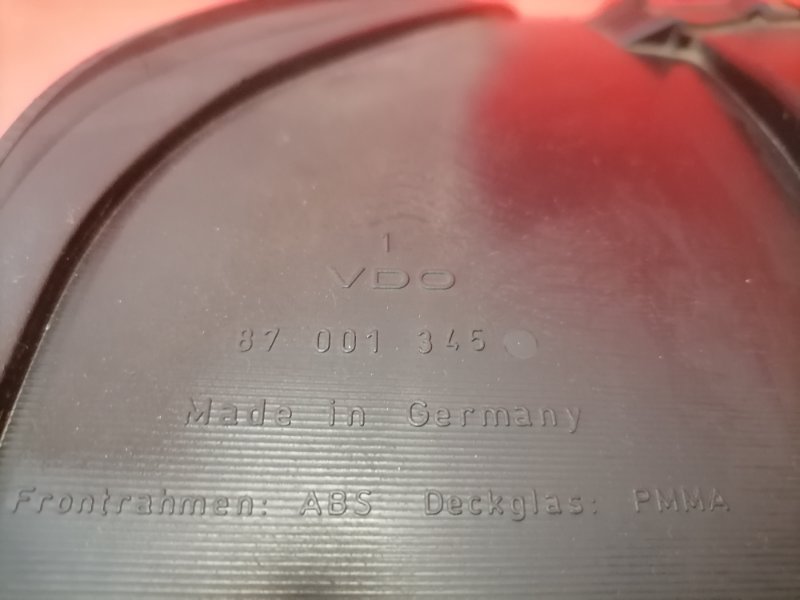 1
VDO
87 001 345
Made in Germany
Frontrahmen: ABS Deckglas: PMMA